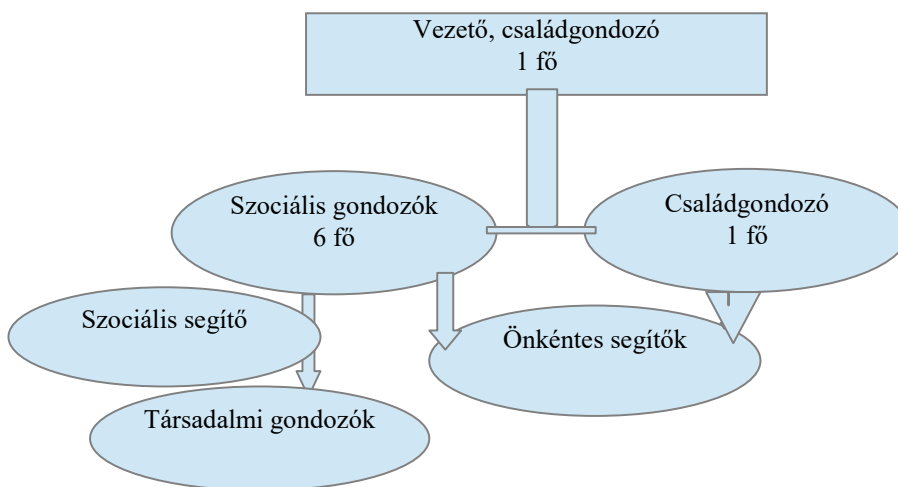 Vezető, családgondozó
1 fő
Szociális gondozók
6 fő
Családgondozó
1 fő
Szociális segítő
Önkéntes segítők
Társadalmi gondozók